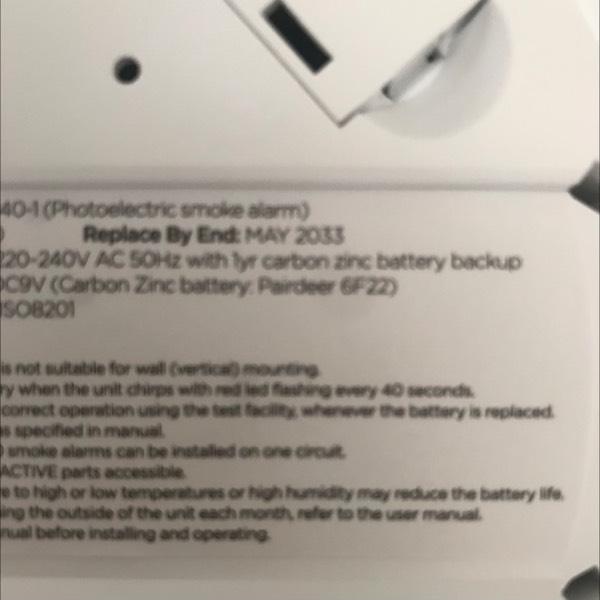 40-1 (Photoelectric smoke alarm)
) Replace By End: MAY 2033
220-240V AC 50Hz with 1yr carbon zinc battery backup
DC9V (Carbon Zinc battery: Pairdeer 6F22)
ISO8201
is not suitable for wall (vertical) mounting.
ry when the unit chirps with red led flashing every 40 seconds.
correct operation using the test facility, whenever the battery is replaced.
as specified in manual.
) smoke alarms can be installed on one circuit.
ACTIVE parts accessible.
e to high or low temperatures or high humidity may reduce the battery life.
ing the outside of the unit each month, refer to the user manual.
nual before installing and operating.